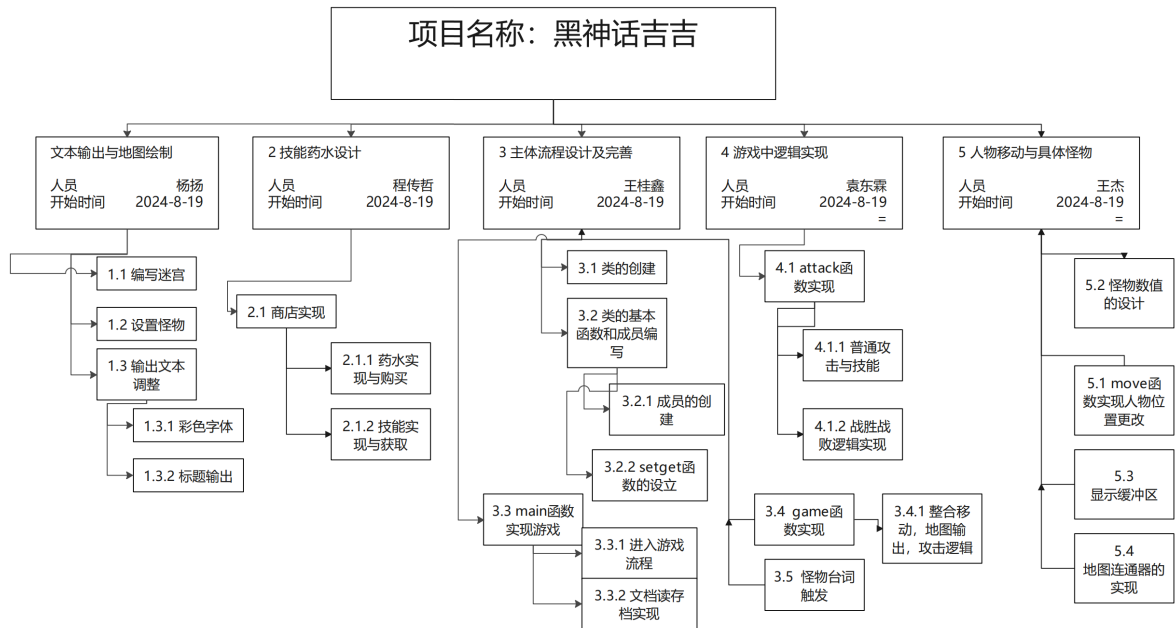 项目名称：黑神话吉吉
文本输出与地图绘制
人员 杨扬
开始时间 2024-8-19
2 技能药水设计
人员 程传哲
开始时间 2024-8-19
3 主体流程设计及完善
人员 王桂鑫
开始时间 2024-8-19
4 游戏中逻辑实现
人员 袁东霖
开始时间 2024-8-19
=
5 人物移动与具体怪物
人员 王杰
开始时间 2024-8-19
=
1.1 编写迷宫
1.2 设置怪物
1.3 输出文本
调整
1.3.1 彩色字体
1.3.2 标题输出
2.1 商店实现
2.1.1 药水实
现与购买
2.1.2 技能实
现与获取
3.1 类的创建
3.2 类的基本
函数和成员编
写
3.2.1 成员的创
建
3.2.2 setget函
数的设立
3.3 main函数
实现游戏
3.3.1 进入游戏
流程
3.3.2 文档读存
档实现
3.4 game函
数实现
3.4.1 整合移
动，地图输
出，攻击逻辑
3.5 怪物台词
触发
4.1 attack函
数实现
4.1.1 普通攻
击与技能
4.1.2 战胜战
败逻辑实现
5.2 怪物数值
的设计
5.1 move函
数实现人物位
置更改
5.3
显示缓冲区
5.4
地图连通器的
实现